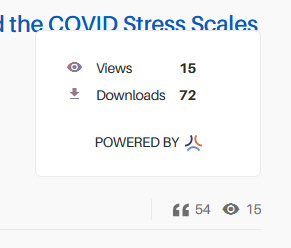 the COVID Stress Scales
Views 15
Downloads 72
POWERED BY
54 15